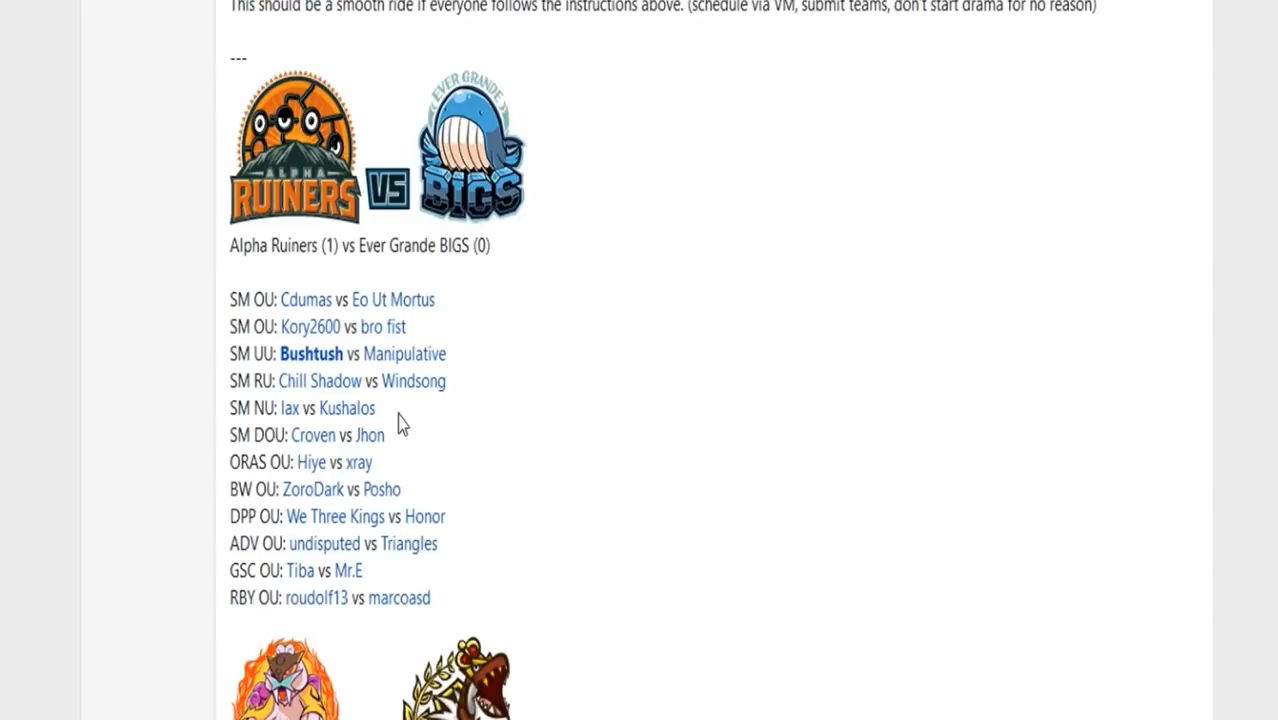 This should be a smooth ride if everyone follows the instructions above. (schedule via VM, submit teams, don't start drama for no reason)
---
ALPHA
RUINERS
VS
EVER GRANDE
BIGS
Alpha Ruiners (1) vs Ever Grande BIGS (0)
SM OU: Cdumas vs Eo Ut Mortus
SM OU: Kory2600 vs bro fist
SM UU: Bushtush vs Manipulative
SM RU: Chill Shadow vs Windsong
SM NU: lax vs Kushalos
SM DOU: Croven vs Jhon
ORAS OU: Hiye vs xray
BW OU: ZoroDark vs Posho
DPP OU: We Three Kings vs Honor
ADV OU: undisputed vs Triangles
GSC OU: Tiba vs Mr.E
RBY OU: roudolf13 vs marcoasd